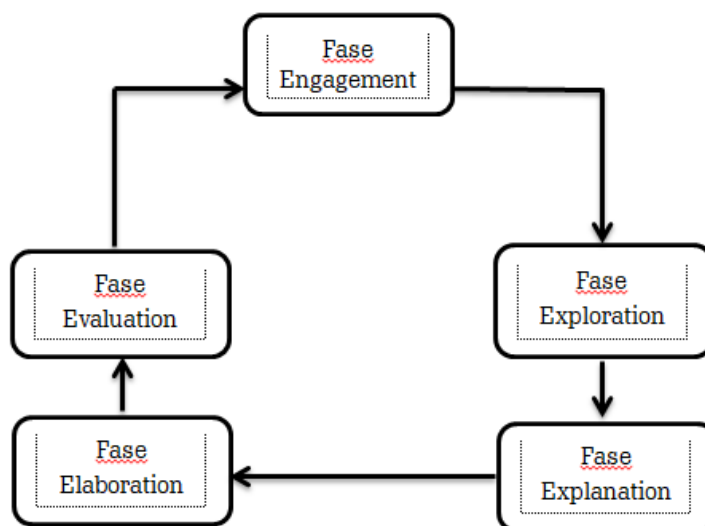 Fase
Engagement
Fase
Exploration
Fase
Explanation
Fase
Elaboration
Fase
Evaluation